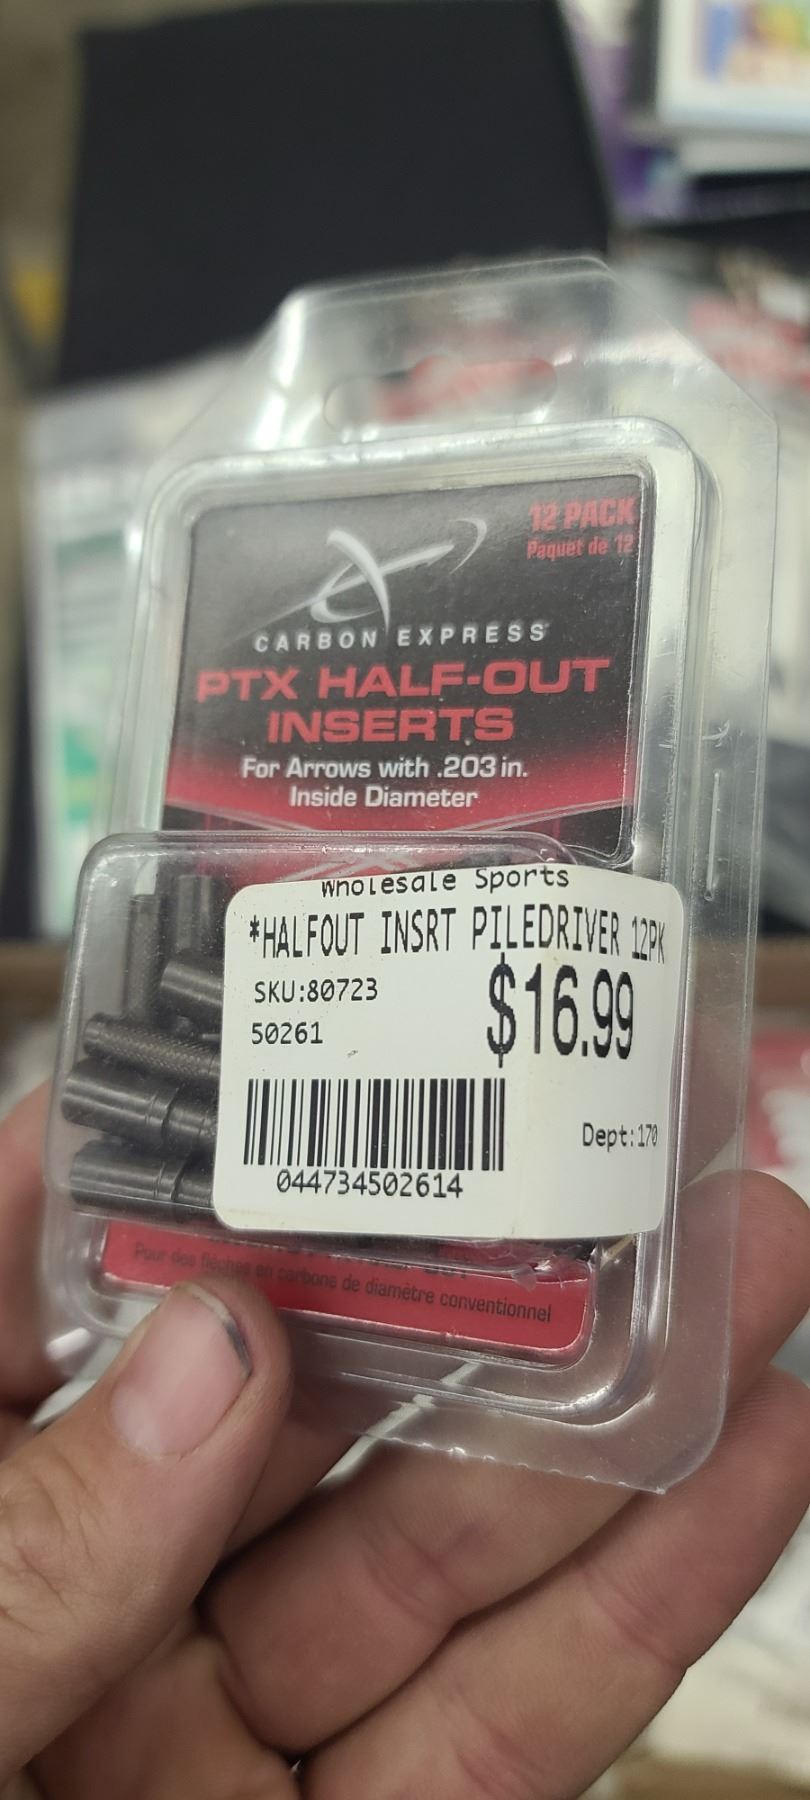 12 PACK
Paquet de 12
CARBON EXPRESS
PTX HALF-OUT
INSERTS
For Arrows with .203 in.
Inside Diameter
Wholesale Sports
*HALFOUT INSRT PILEDRIVER 12PK
SKU:80723
$16.99
50261
Dept:170
044734502614
Pour des flèches en carbone de diamètre conventionnel